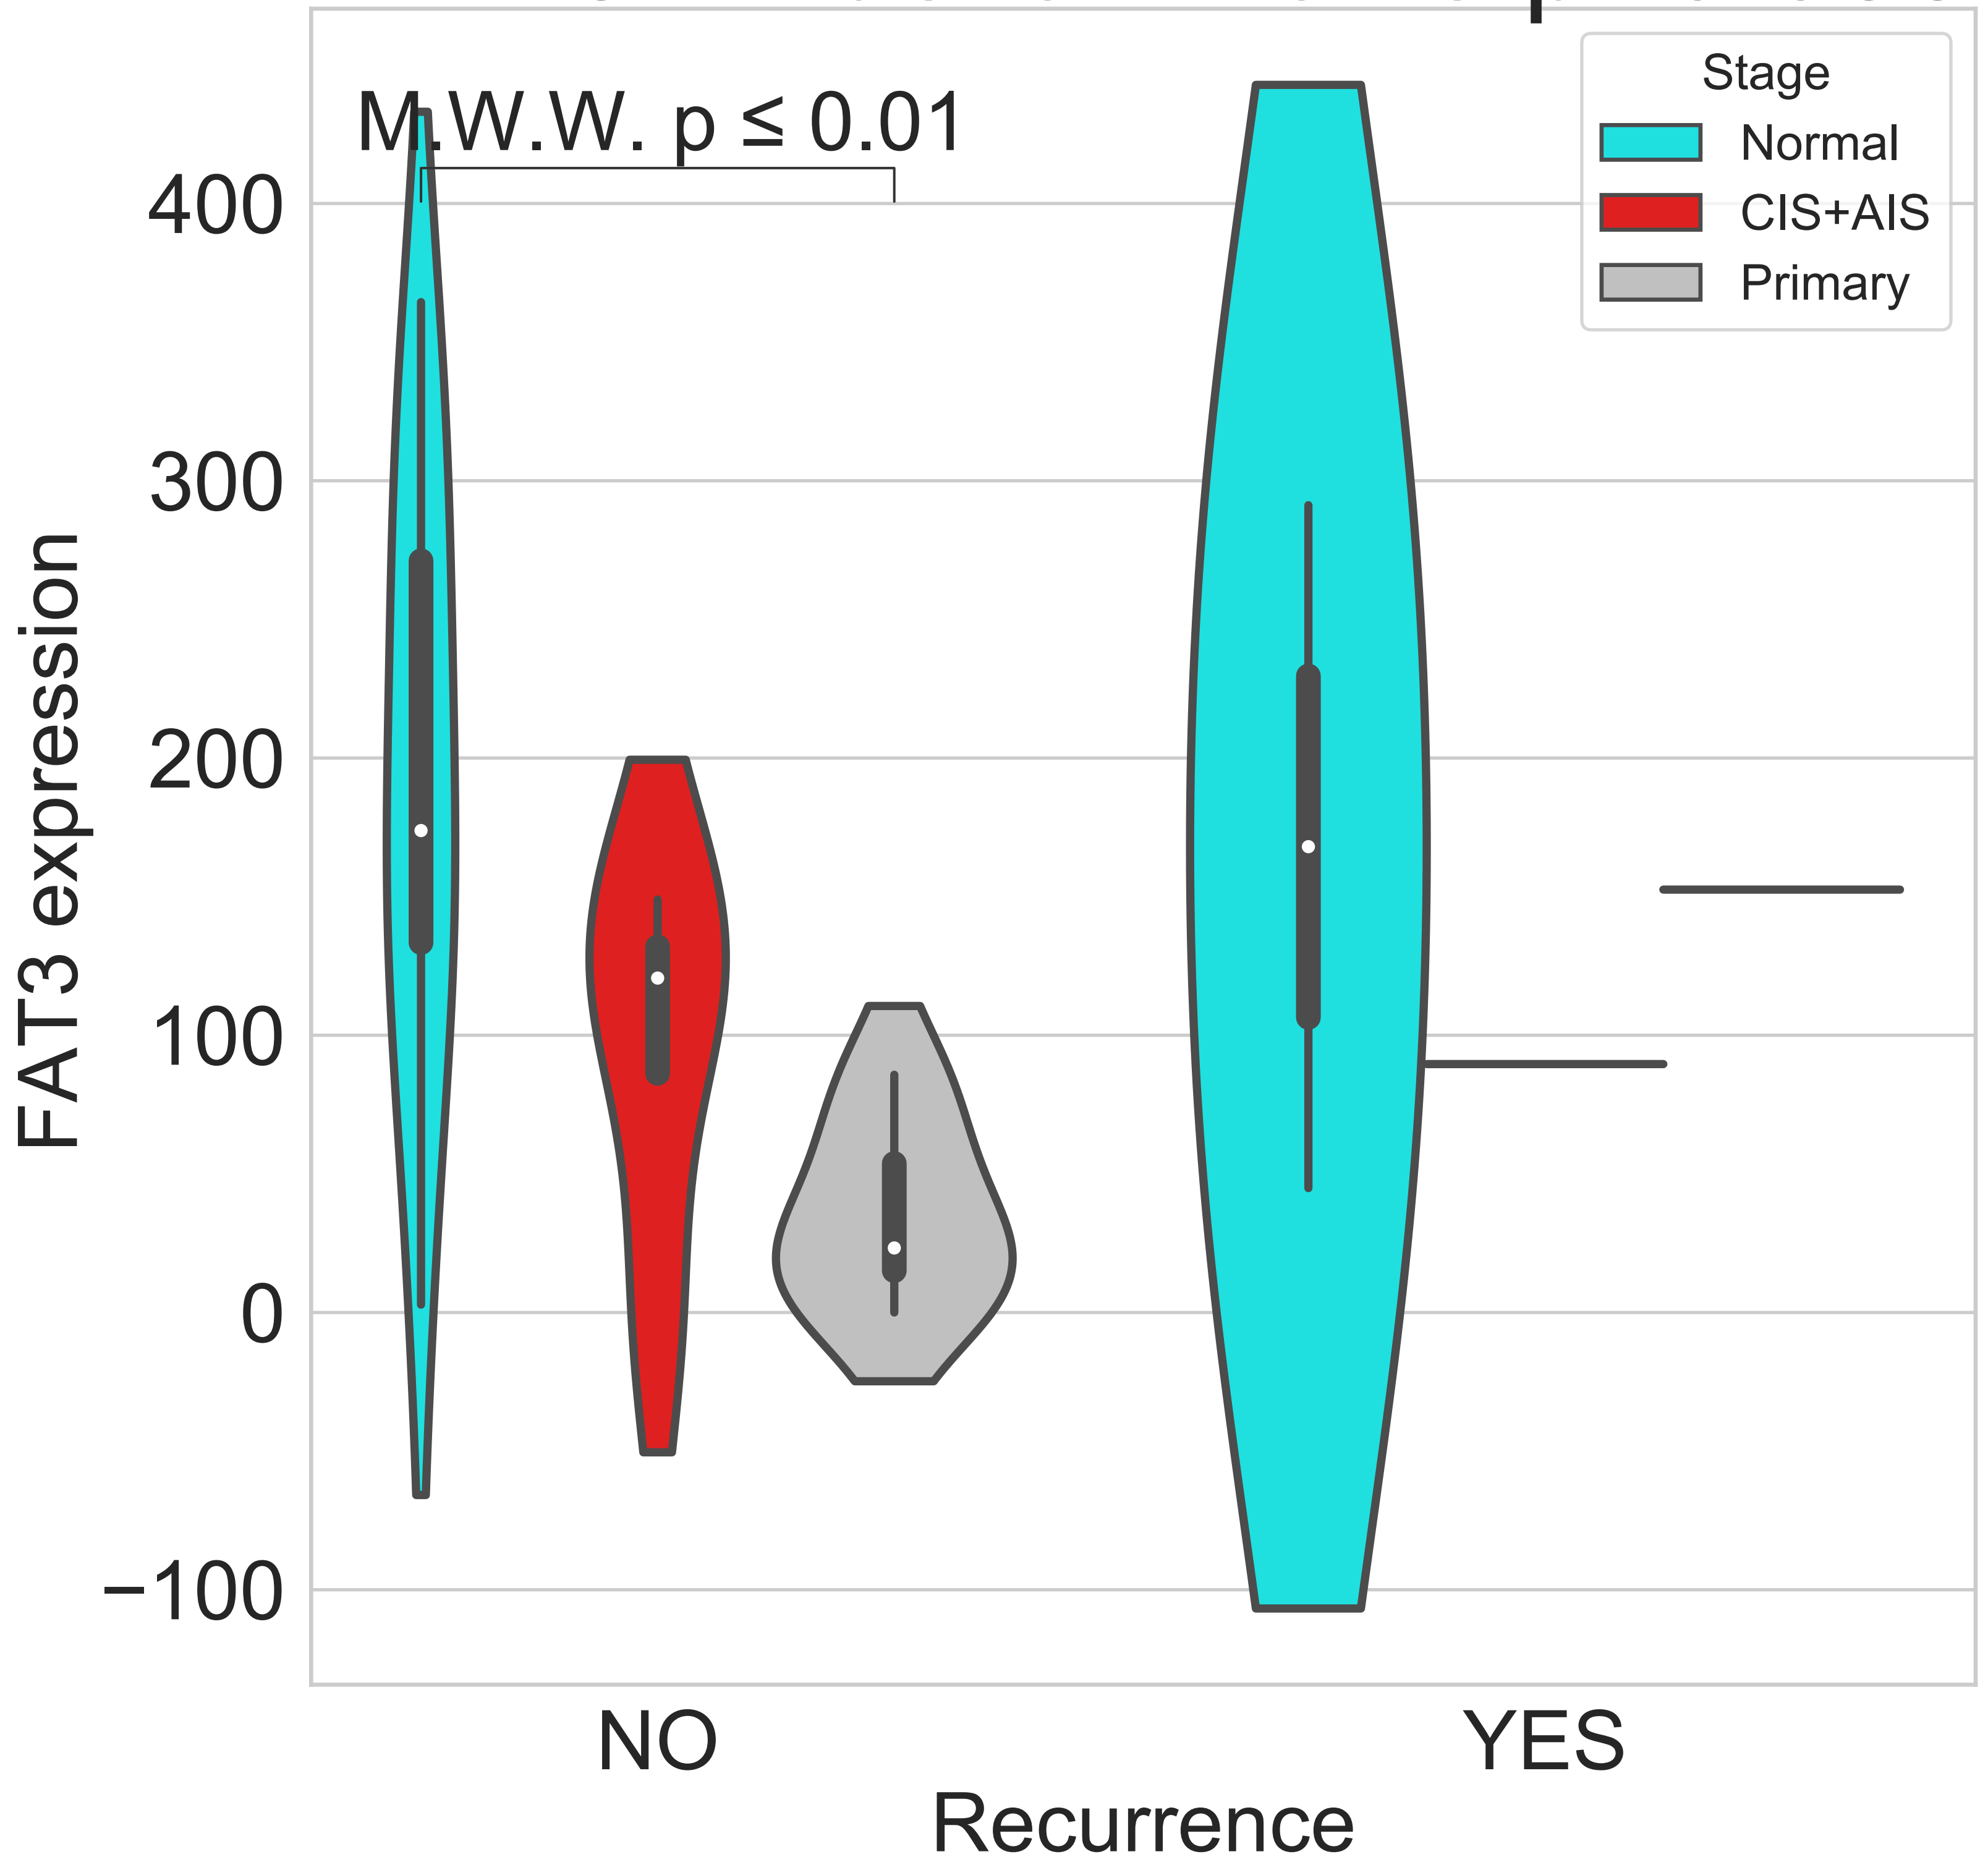 M.W.W. p ≤ 0.01
Stage
Normal
CIS+AIS
Primary
400
300
200
100
0
−100
FAT3 expression
NO
YES
Recurrence